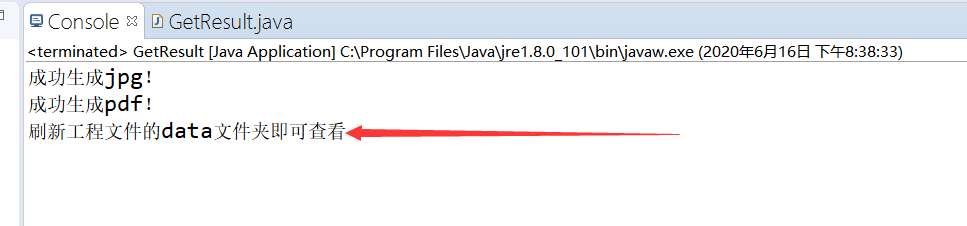 Console GetResult.java
<terminated> GetResult [Java Application] C:\Program Files\Java\jre1.8.0_101\bin\javaw.exe (2020年6月16日 下午8:38:33)
成功生成jpg!
成功生成pdf!
刷新工程文件的data文件夹即可查看